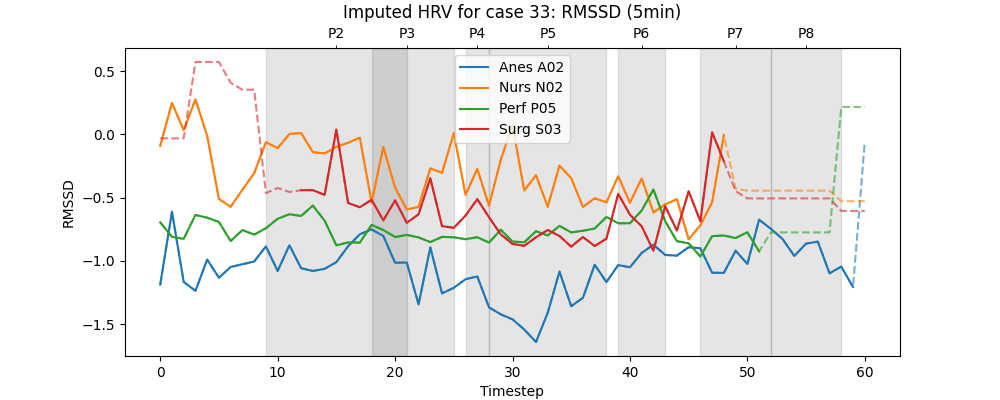 Imputed HRV for case 33: RMSSD (5min)
P2 P3 P4 P5 P6 P7 P8
Anes A02
Nurs N02
Perf P05
Surg S03
RMSSD
0.5
0.0
−0.5
−1.0
−1.5
0 10 20 30 40 50 60
Timestep